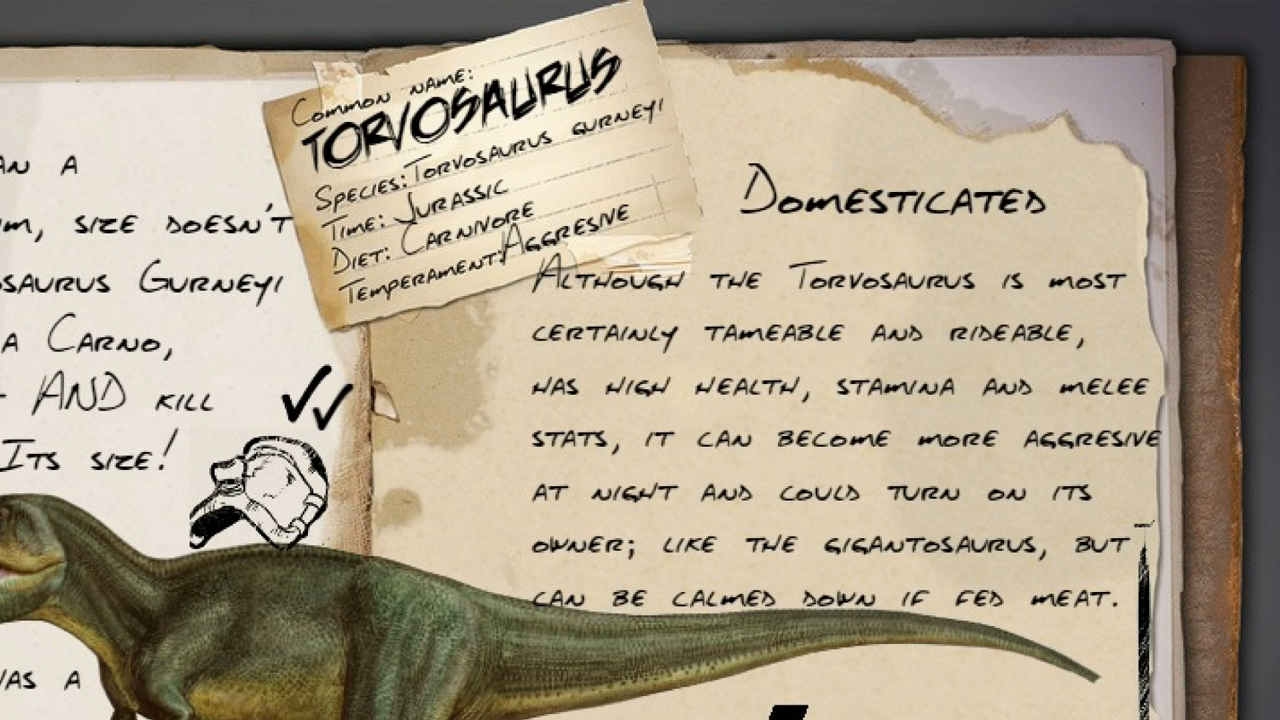 Common name:
TORVOSAURUS
Species: Torvosaurus gurneyi
Time: Jurassic
Diet: Carnivore
Temperament: Aggresive
an a
, size doesn't
osaurus Gurneyi
a Carno,
AND kill
Its size!
as a
Domesticated
Although the Torvosaurus is most
certainly tameable and rideable,
has high health, stamina and melee
stats, it can become more aggresive
at night and could turn on its
owner; like the gigantosaurus, but
can be calmed down if fed meat.